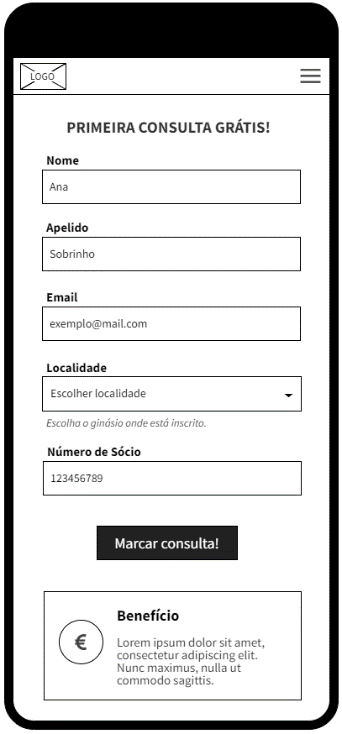 LOGO
PRIMEIRA CONSULTA GRÁTIS!
Nome
Ana
Apelido
Sobrinho
Email
exemplo@mail.com
Localidade
Escolher localidade
Escolha o ginásio onde está inscrito.
Número de Sócio
123456789
Marcar consulta!
€
Benefício
Lorem ipsum dolor sit amet,
consectetur adipiscing elit.
Nunc maximus, nulla ut
commodo sagittis.